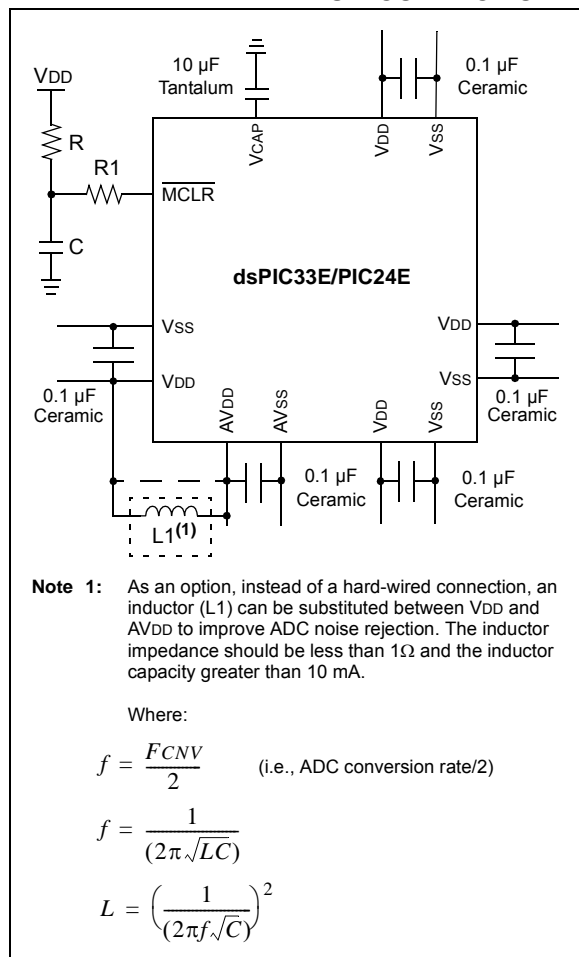 10 µF
Tantalum
0.1 µF
Ceramic
VDD
R
R1
C
MCLR
VCAP
VDD
VSS
dsPIC33E/PIC24E
VSS
VDD
VDD
VSS
0.1 µF
Ceramic
0.1 µF
Ceramic
AVDD
AVSS
VDD
VSS
0.1 µF
Ceramic
0.1 µF
Ceramic
L1(1)
Note 1: As an option, instead of a hard-wired connection, an
inductor (L1) can be substituted between VDD and
AVDD to improve ADC noise rejection. The inductor
impedance should be less than 1Ω and the inductor
capacity greater than 10 mA.
Where:
f = FCNV / 2 (i.e., ADC conversion rate/2)
f = 1 / (2π√LC)
L = (1 / (2πf√C))²